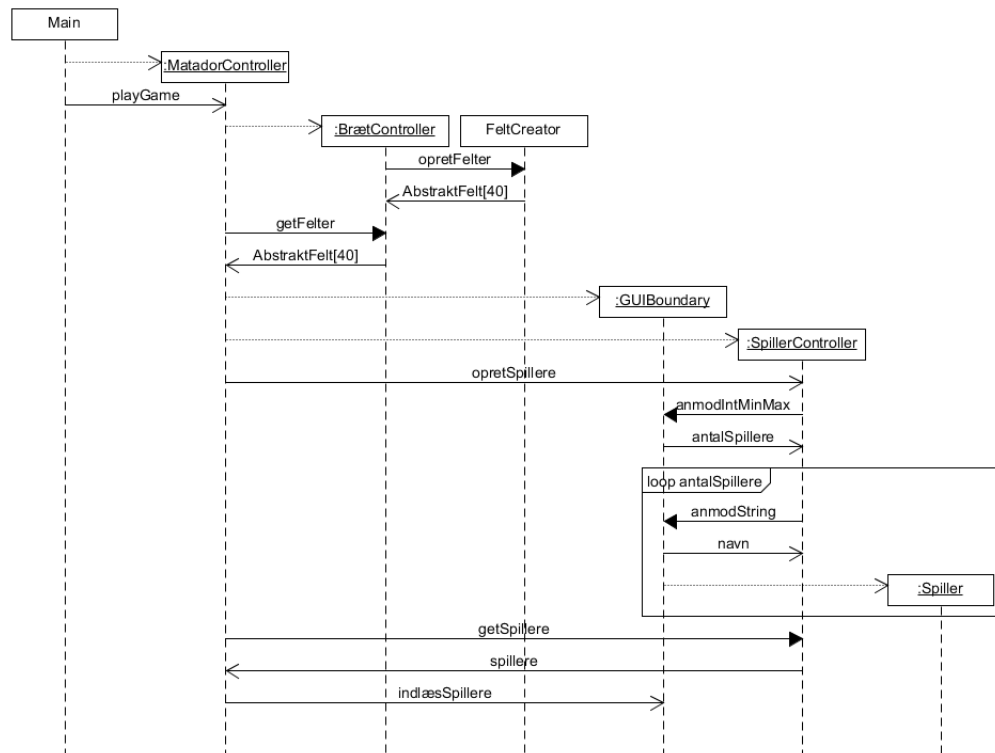 Main
:MatadorController
playGame
:BrætController
FeltCreator
opretFelter
AbstraktFelt[40]
getFelter
AbstraktFelt[40]
:GUIBoundary
:SpillerController
opretSpillere
anmodIntMinMax
antalSpillere
loop antalSpillere
anmodString
navn
:Spiller
getSpillere
spillere
indlæsSpillere